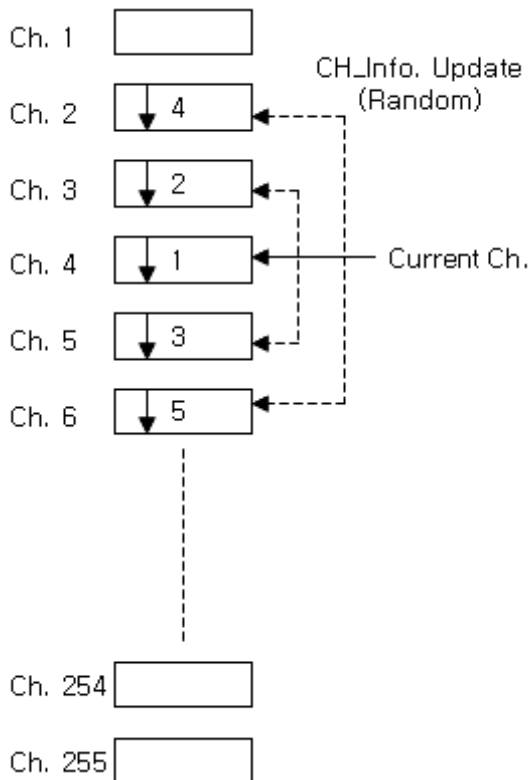 Ch. 1
CH_Info. Update
(Random)
Ch. 2
4
Ch. 3
2
Ch. 4
1
Current Ch.
Ch. 5
3
Ch. 6
5
Ch. 254
Ch. 255